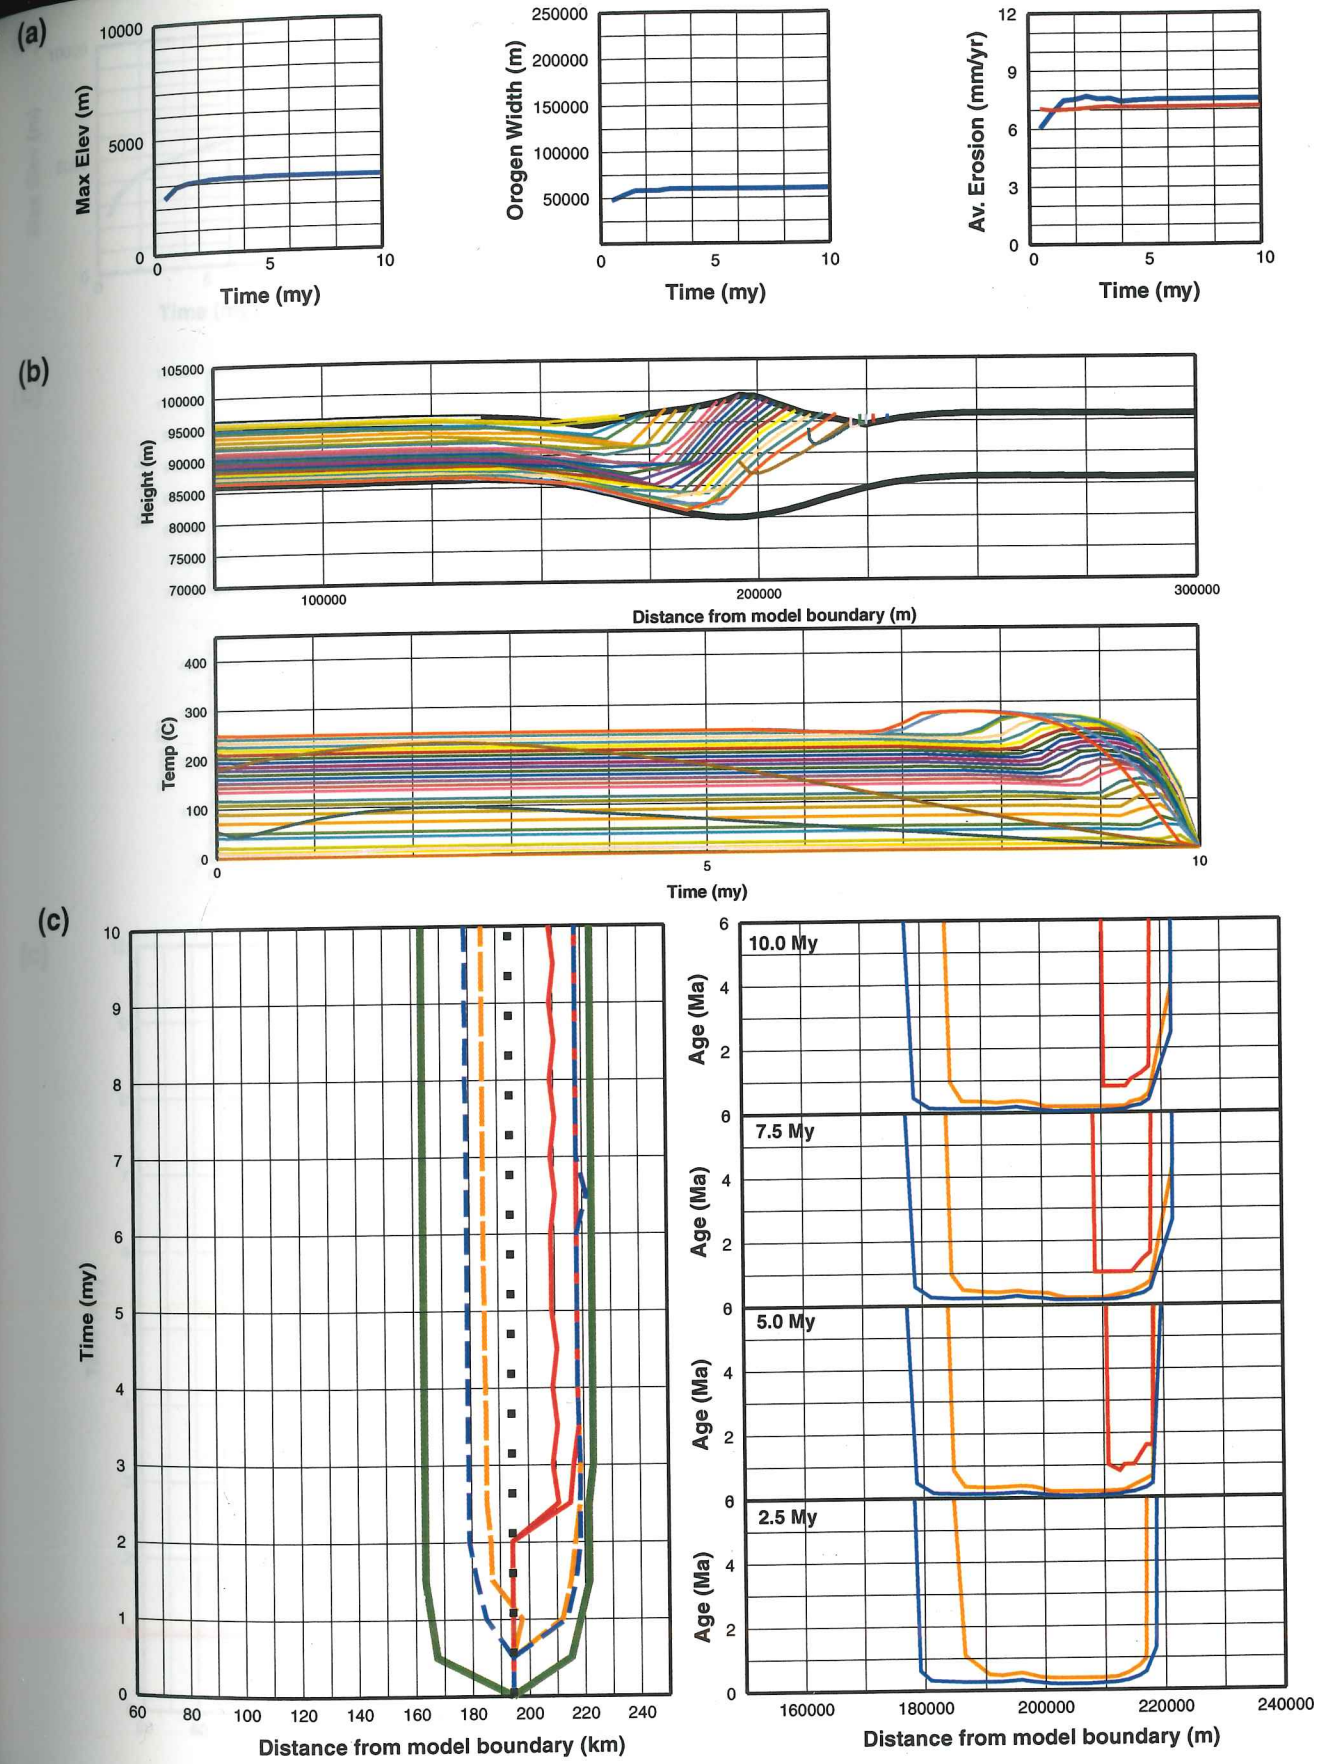 (a)
10000
5000
0
Max Elev (m)
0 5 10
Time (my)
250000
200000
150000
100000
50000
Orogen Width (m)
0 5 10
Time (my)
12
9
6
3
0
Av. Erosion (mm/yr)
0 5 10
Time (my)
(b)
105000
100000
95000
90000
85000
80000
75000
70000
Height (m)
100000 200000 300000
Distance from model boundary (m)
400
300
200
100
0
Temp (C)
0 5 10
Time (my)
(c)
10
9
8
7
6
5
4
3
2
1
0
Time (my)
60 80 100 120 140 160 180 200 220 240
Distance from model boundary (km)
6
10.0 My
4
2
Age (Ma)
6
7.5 My
4
2
Age (Ma)
6
5.0 My
4
2
Age (Ma)
6
2.5 My
4
2
0
Age (Ma)
160000 180000 200000 220000 240000
Distance from model boundary (m)